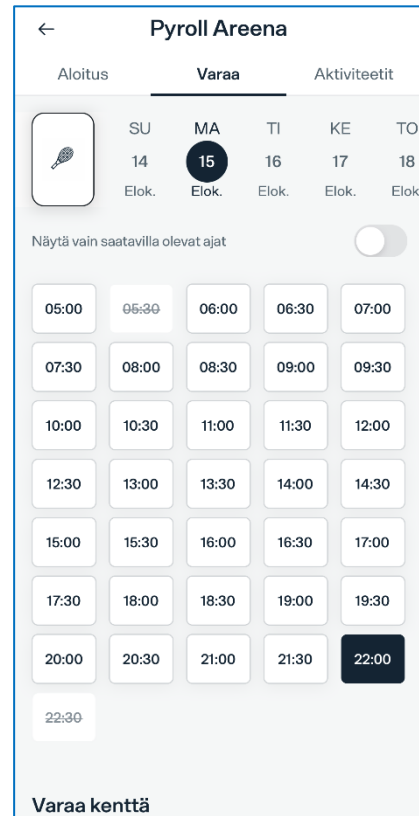 Pyroll Areena
Aloitus Varaa Aktiviteetit
SU MA TI KE TO
14 15 16 17 18
Elok. Elok. Elok. Elok. Elok
Näytä vain saatavilla olevat ajat
05:00 05:30 06:00 06:30 07:00
07:30 08:00 08:30 09:00 09:30
10:00 10:30 11:00 11:30 12:00
12:30 13:00 13:30 14:00 14:30
15:00 15:30 16:00 16:30 17:00
17:30 18:00 18:30 19:00 19:30
20:00 20:30 21:00 21:30 22:00
22:30
Varaa kenttä